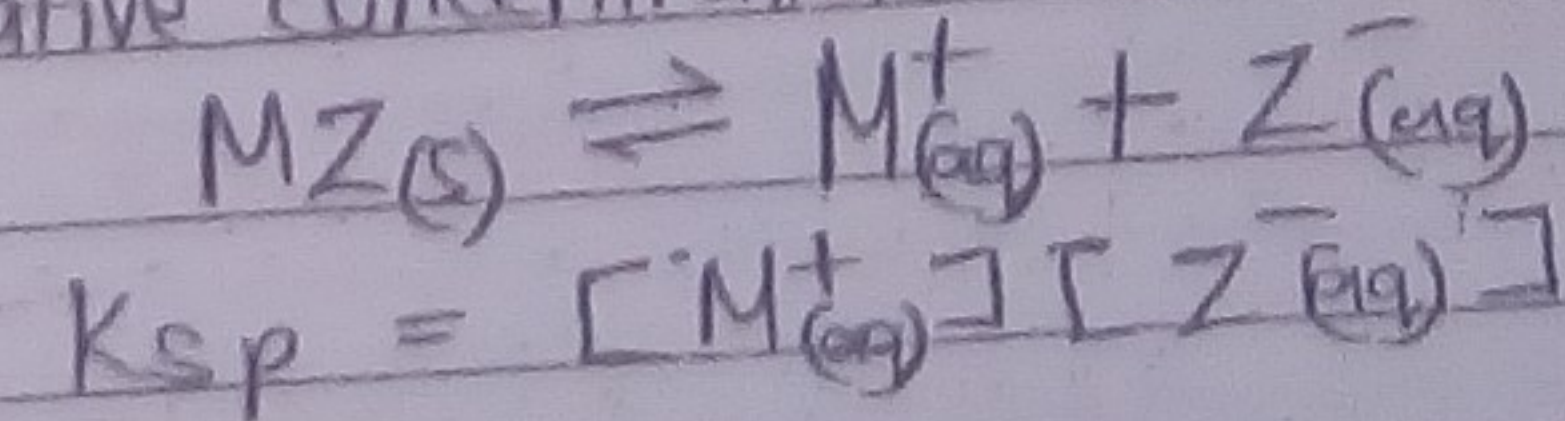 MZ(s) ⇌ M⁺(aq) + Z⁻(aq)
Ksp = [M⁺(aq)][Z⁻(aq)]